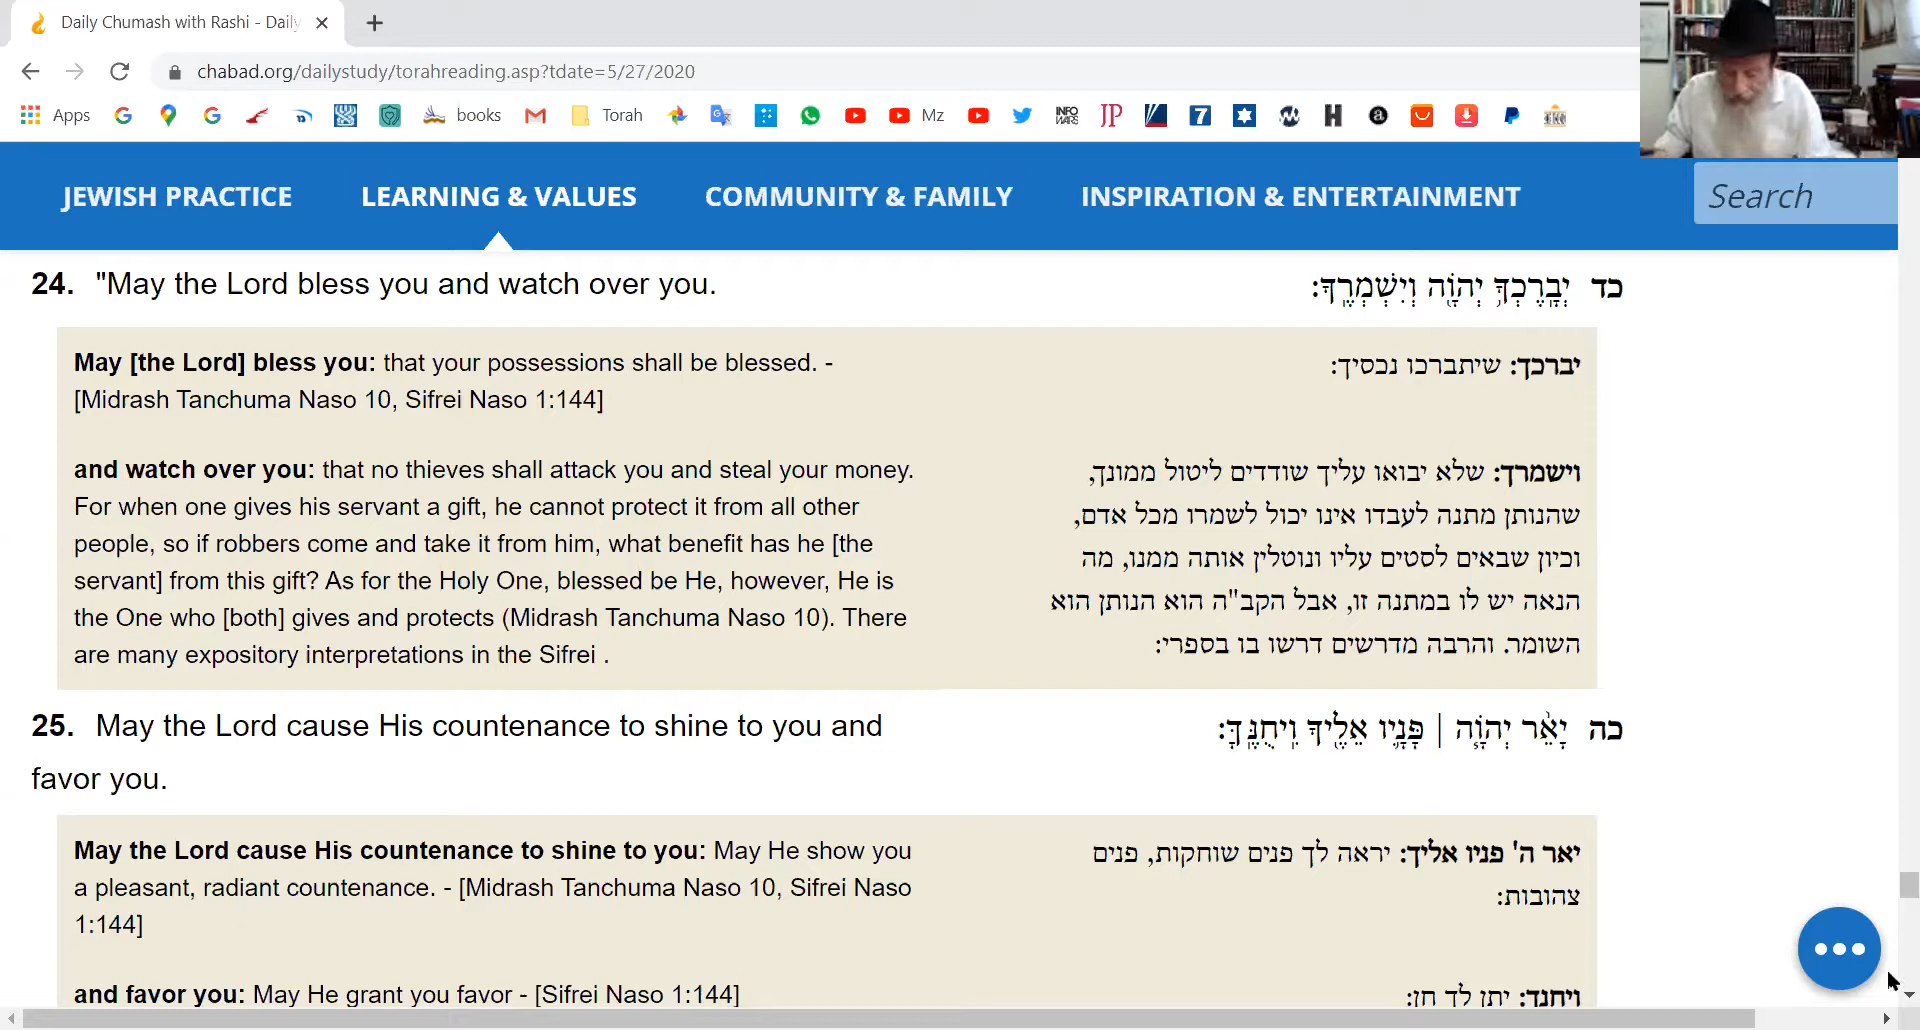 Daily Chumash with Rashi - Daily
chabad.org/dailystudy/torahreading.asp?tdate=5/27/2020
Apps books Torah Mz INFO WARS JP 7 H a
JEWISH PRACTICE LEARNING & VALUES COMMUNITY & FAMILY INSPIRATION & ENTERTAINMENT Search
24. "May the Lord bless you and watch over you.
כד יְבָרֶכְךָ֥ יְהֹוָ֖ה וְיִשְׁמְרֶֽךָ:
May [the Lord] bless you: that your possessions shall be blessed. -
[Midrash Tanchuma Naso 10, Sifrei Naso 1:144]
יברכך: שיתברכו נכסיך:
and watch over you: that no thieves shall attack you and steal your money.
For when one gives his servant a gift, he cannot protect it from all other
people, so if robbers come and take it from him, what benefit has he [the
servant] from this gift? As for the Holy One, blessed be He, however, He is
the One who [both] gives and protects (Midrash Tanchuma Naso 10). There
are many expository interpretations in the Sifrei .
וישמרך: שלא יבואו עליך שודדים ליטול ממונך,
שהנותן מתנה לעבדו אינו יכול לשמרו מכל אדם,
וכיון שבאים לסטים עליו ונוטלין אותה ממנו, מה
הנאה יש לו במתנה זו, אבל הקב"ה הוא הנותן הוא
השומר. והרבה מדרשים דרשו בו בספרי:
25. May the Lord cause His countenance to shine to you and
favor you.
כה יָאֵ֨ר יְהֹוָ֧ה | פָּנָ֛יו אֵלֶ֖יךָ וִֽיחֻנֶּֽךָּ:
May the Lord cause His countenance to shine to you: May He show you
a pleasant, radiant countenance. - [Midrash Tanchuma Naso 10, Sifrei Naso
1:144]
יאר ה' פניו אליך: יראה לך פנים שוחקות, פנים
צהובות:
and favor you: May He grant you favor - [Sifrei Naso 1:144]
ויחנך: יתן לך חן: